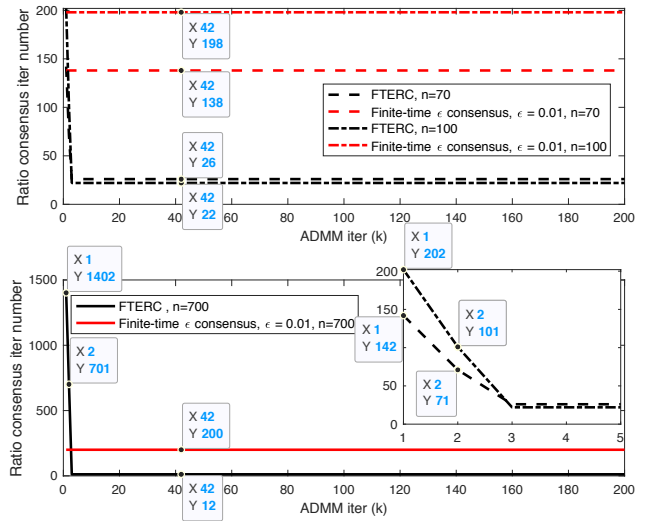 Ratio consensus iter number
200
150
100
50
0
X 42
Y 198
X 42
Y 138
X 42
Y 26
X 42
Y 22
FTERC, n=70
Finite-time ϵ consensus, ϵ = 0.01, n=70
FTERC, n=100
Finite-time ϵ consensus, ϵ = 0.01, n=100
0 20 40 60 80 100 120 140 160 180 200
ADMM iter (k)
Ratio consensus iter number
1500
1000
500
0
X 1
Y 1402
X 2
Y 701
FTERC , n=700
Finite-time ϵ consensus, ϵ = 0.01, n=700
X 42
Y 200
X 42
Y 12
0 20 40 60 80 100 120 140 160 180 200
ADMM iter (k)
X 1
Y 202
X 2
Y 101
X 1
Y 142
X 2
Y 71
200
150
50
0
1 2 3 4 5